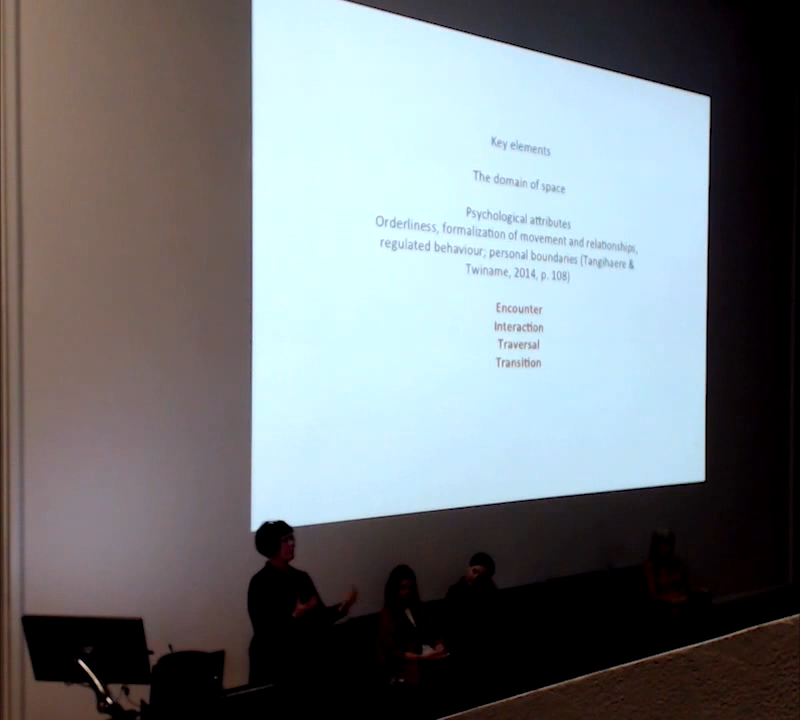 Key elements
The domain of space
Psychological attributes
Orderliness, formalization of movement and relationships,
regulated behaviour; personal boundaries (Tangihaere &
Twiname, 2014, p. 108)
Encounter
Interaction
Traversal
Transition